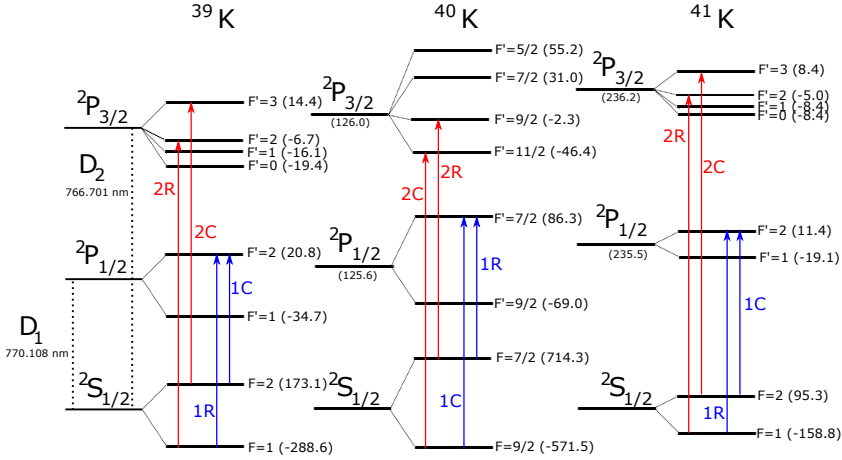 39 K
²P3/2
F'=3 (14.4)
F'=2 (-6.7)
F'=1 (-16.1)
F'=0 (-19.4)
D2
766.701 nm
2R
2C
²P1/2
F'=2 (20.8)
1C
F'=1 (-34.7)
D1
770.108 nm
²S1/2
F=2 (173.1)
1R
F=1 (-288.6)
40 K
F'=5/2 (55.2)
F'=7/2 (31.0)
²P3/2
(126.0)
F'=9/2 (-2.3)
F'=11/2 (-46.4)
2R
2C
F'=7/2 (86.3)
²P1/2
(125.6)
1R
F'=9/2 (-69.0)
F=7/2 (714.3)
²S1/2
1C
F=9/2 (-571.5)
41 K
²P3/2
(236.2)
F'=3 (8.4)
F'=2 (-5.0)
F'=1 (-8.4)
F'=0 (-8.4)
2R
2C
²P1/2
(235.5)
F'=2 (11.4)
F'=1 (-19.1)
1C
²S1/2
F=2 (95.3)
1R
F=1 (-158.8)